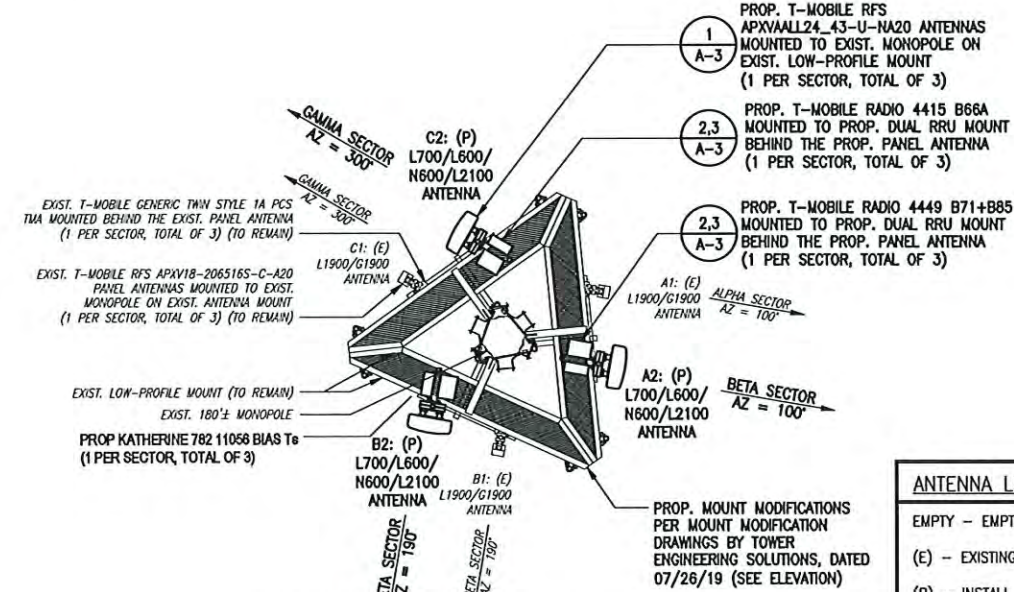 1
A-3
PROP. T-MOBILE RFS
APXVAALL24_43-U-NA20 ANTENNAS
MOUNTED TO EXIST. MONOPOLE ON
EXIST. LOW-PROFILE MOUNT
(1 PER SECTOR, TOTAL OF 3)
2,3
A-3
PROP. T-MOBILE RADIO 4415 B66A
MOUNTED TO PROP. DUAL RRU MOUNT
BEHIND THE PROP. PANEL ANTENNA
(1 PER SECTOR, TOTAL OF 3)
2,3
A-3
PROP. T-MOBILE RADIO 4449 B71+B85
MOUNTED TO PROP. DUAL RRU MOUNT
BEHIND THE PROP. PANEL ANTENNA
(1 PER SECTOR, TOTAL OF 3)
GAMMA SECTOR
AZ = 300°
GAMMA SECTOR
AZ = 300°
C2: (P)
L700/L600/
N600/L2100
ANTENNA
C1: (E)
L1900/G1900
ANTENNA
EXIST. T-MOBILE GENERIC TWIN STYLE 1A PCS
TMA MOUNTED BEHIND THE EXIST. PANEL ANTENNA
(1 PER SECTOR, TOTAL OF 3) (TO REMAIN)
EXIST. T-MOBILE RFS APXV18-206516S-C-A20
PANEL ANTENNAS MOUNTED TO EXIST.
MONOPOLE ON EXIST. ANTENNA MOUNT
(1 PER SECTOR, TOTAL OF 3) (TO REMAIN)
A1: (E)
L1900/G1900
ANTENNA
ALPHA SECTOR
AZ = 100°
A2: (P)
L700/L600/
N600/L2100
ANTENNA
BETA SECTOR
AZ = 100°
EXIST. LOW-PROFILE MOUNT (TO REMAIN)
EXIST. 180'± MONOPOLE
PROP KATHERINE 782 11056 BIAS Ts
(1 PER SECTOR, TOTAL OF 3)
B2: (P)
L700/L600/
N600/L2100
ANTENNA
B1: (E)
L1900/G1900
ANTENNA
TA SECTOR
Z = 190°
BETA SECTOR
AZ = 190°
PROP. MOUNT MODIFICATIONS
PER MOUNT MODIFICATION
DRAWINGS BY TOWER
ENGINEERING SOLUTIONS, DATED
07/26/19 (SEE ELEVATION)
ANTENNA L
EMPTY - EMPT
(E) - EXISTING
(P) - INSTALL